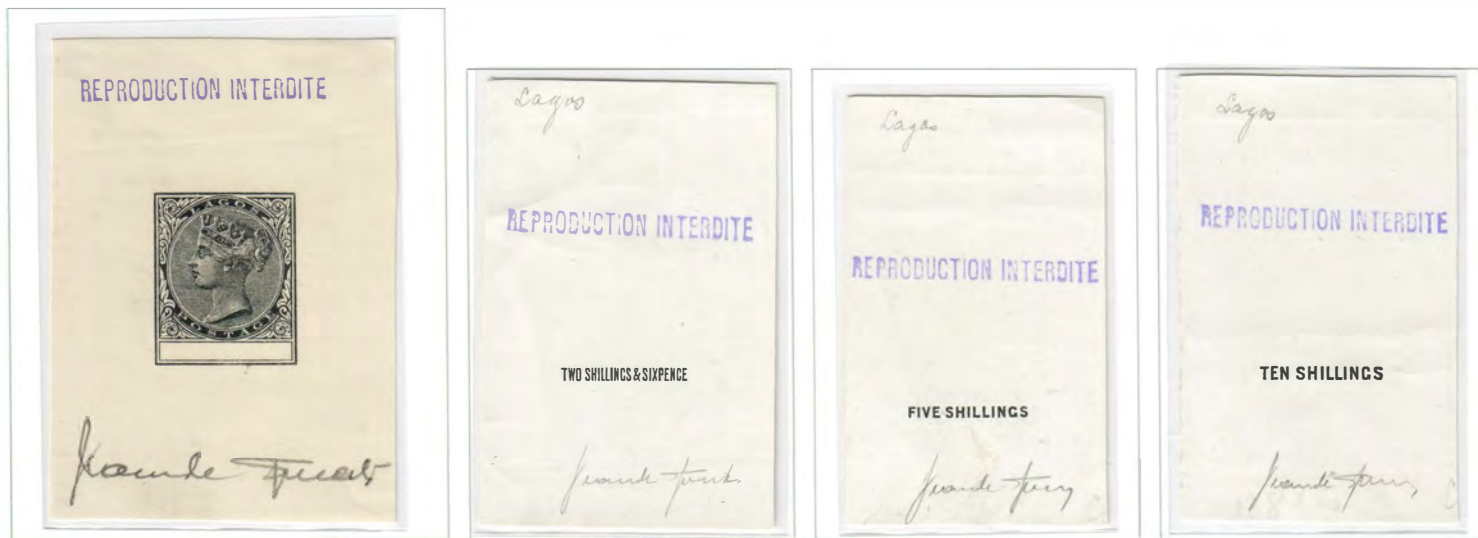 REPRODUCTION INTERDITE
LAGOS
POSTAGE
Lagos
REPRODUCTION INTERDITE
TWO SHILLINGS & SIXPENCE
Lagos
REPRODUCTION INTERDITE
FIVE SHILLINGS
Lagos
REPRODUCTION INTERDITE
TEN SHILLINGS